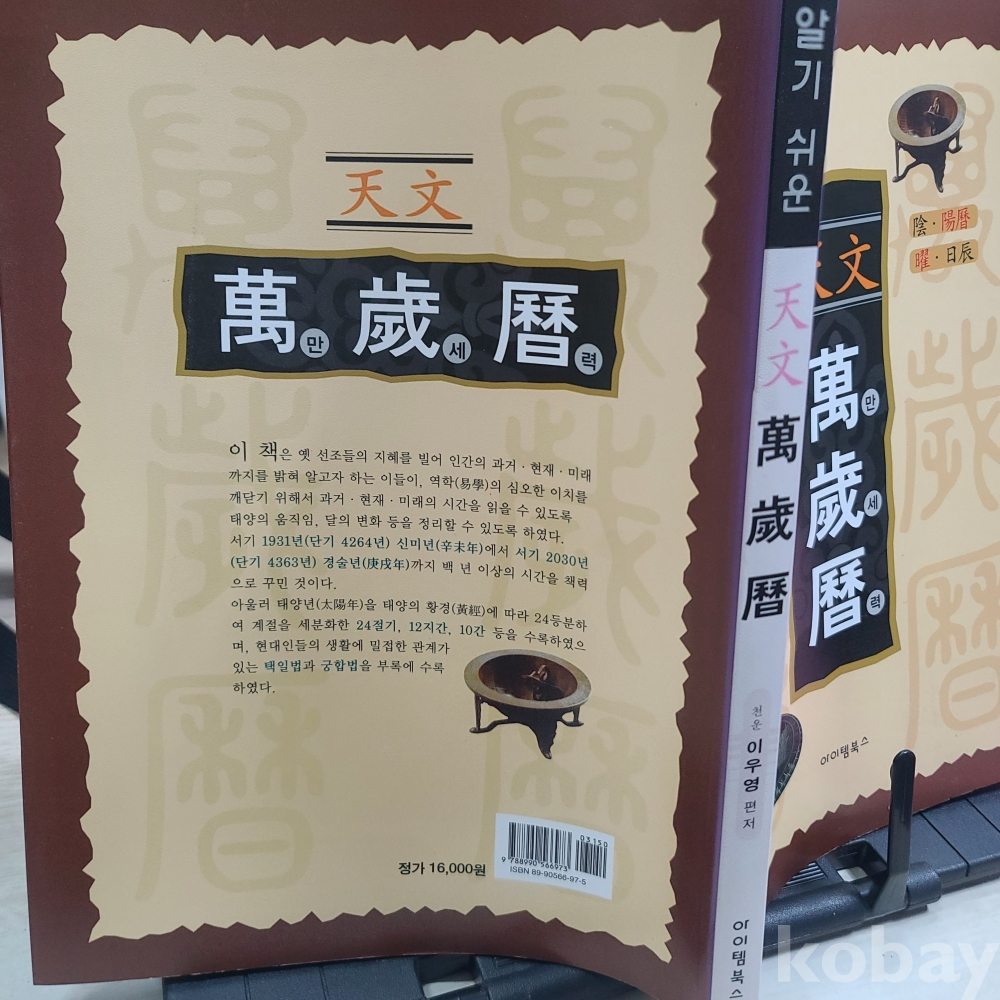 天文
萬만 歲세 曆력
이 책은 옛 선조들의 지혜를 빌어 인간의 과거·현재·미래
까지를 밝혀 알고자 하는 이들이, 역학(易學)의 심오한 이치를
깨닫기 위해서 과거·현재·미래의 시간을 읽을 수 있도록
태양의 움직임, 달의 변화 등을 정리할 수 있도록 하였다.
서기 1931년(단기 4264년) 신미년(辛未年)에서 서기 2030년
(단기 4363년) 경술년(庚戌年)까지 백 년 이상의 시간을 책력
으로 꾸민 것이다.
아울러 태양년(太陽年)을 태양의 황경(黃經)에 따라 24등분하
여 계절을 세분화한 24절기, 12지간, 10간 등을 수록하였으
며, 현대인들의 생활에 밀접한 관계가
있는 택일법과 궁합법을 부록에 수록
하였다.
정가 16,000원
03150
9 788990 566973
ISBN 89-90566-97-5
알기 쉬운
天文
萬歲曆
천운 이우영 편저
아이템북스
陰·陽曆
曜·日辰
天文
萬만歲세曆력
아이템북스
kobay